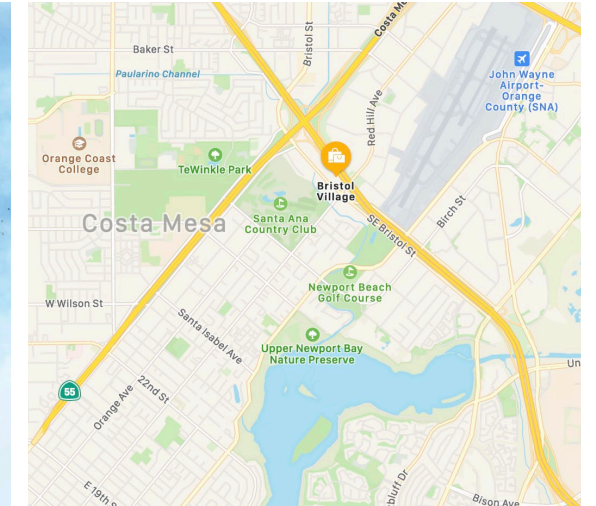 Costa Me
Bristol St
Baker St
Paularino Channel
John Wayne
Airport-
Orange
County (SNA)
Red Hill Ave
Orange Coast
College
TeWinkle Park
Bristol
Village
Birch St
Costa Mesa
Santa Ana
Country Club
SE Bristol St
Newport Beach
Golf Course
W Wilson St
Santa Isabel Ave
Upper Newport Bay
Nature Preserve
Un
55
22nd St
Orange Ave
E 19th S
bluff Dr
Bison Ave